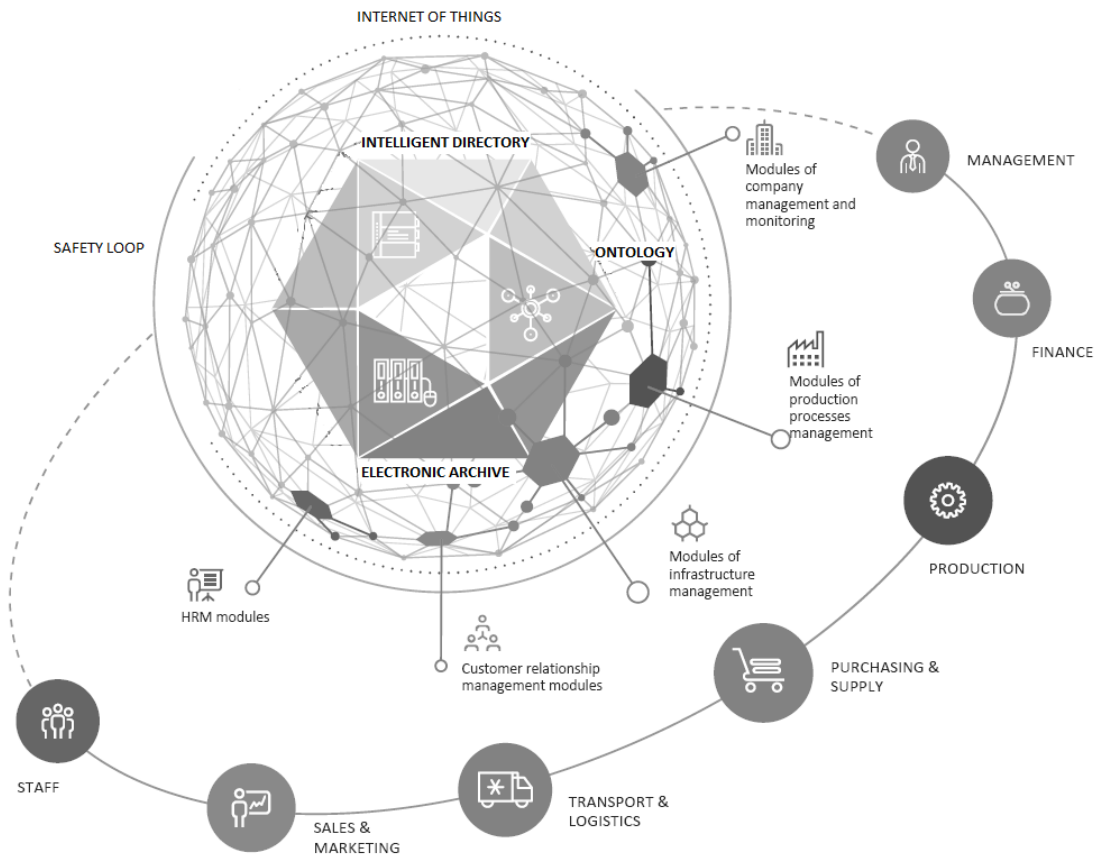 INTERNET OF THINGS
INTELLIGENT DIRECTORY
MANAGEMENT
Modules of
company
management and
monitoring
SAFETY LOOP
ONTOLOGY
FINANCE
Modules of
production
processes
management
ELECTRONIC ARCHIVE
PRODUCTION
Modules of
infrastructure
management
HRM modules
Customer relationship
management modules
PURCHASING &
SUPPLY
STAFF
TRANSPORT &
LOGISTICS
SALES &
MARKETING